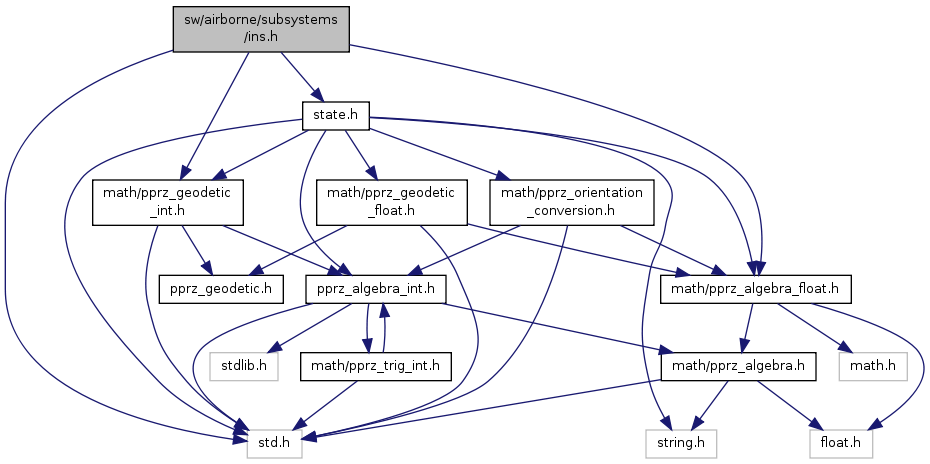 sw/airborne/subsystems
/ins.h
state.h
math/pprz_geodetic
_int.h
math/pprz_geodetic
_float.h
math/pprz_orientation
_conversion.h
pprz_geodetic.h
pprz_algebra_int.h
math/pprz_algebra_float.h
stdlib.h
math/pprz_trig_int.h
math/pprz_algebra.h
math.h
std.h
string.h
float.h